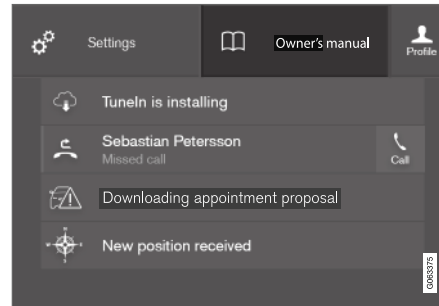 Settings
Owner's manual
Profile
TuneIn is installing
Sebastian Petersson
Missed call
Call
Downloading appointment proposal
New position received
G063375